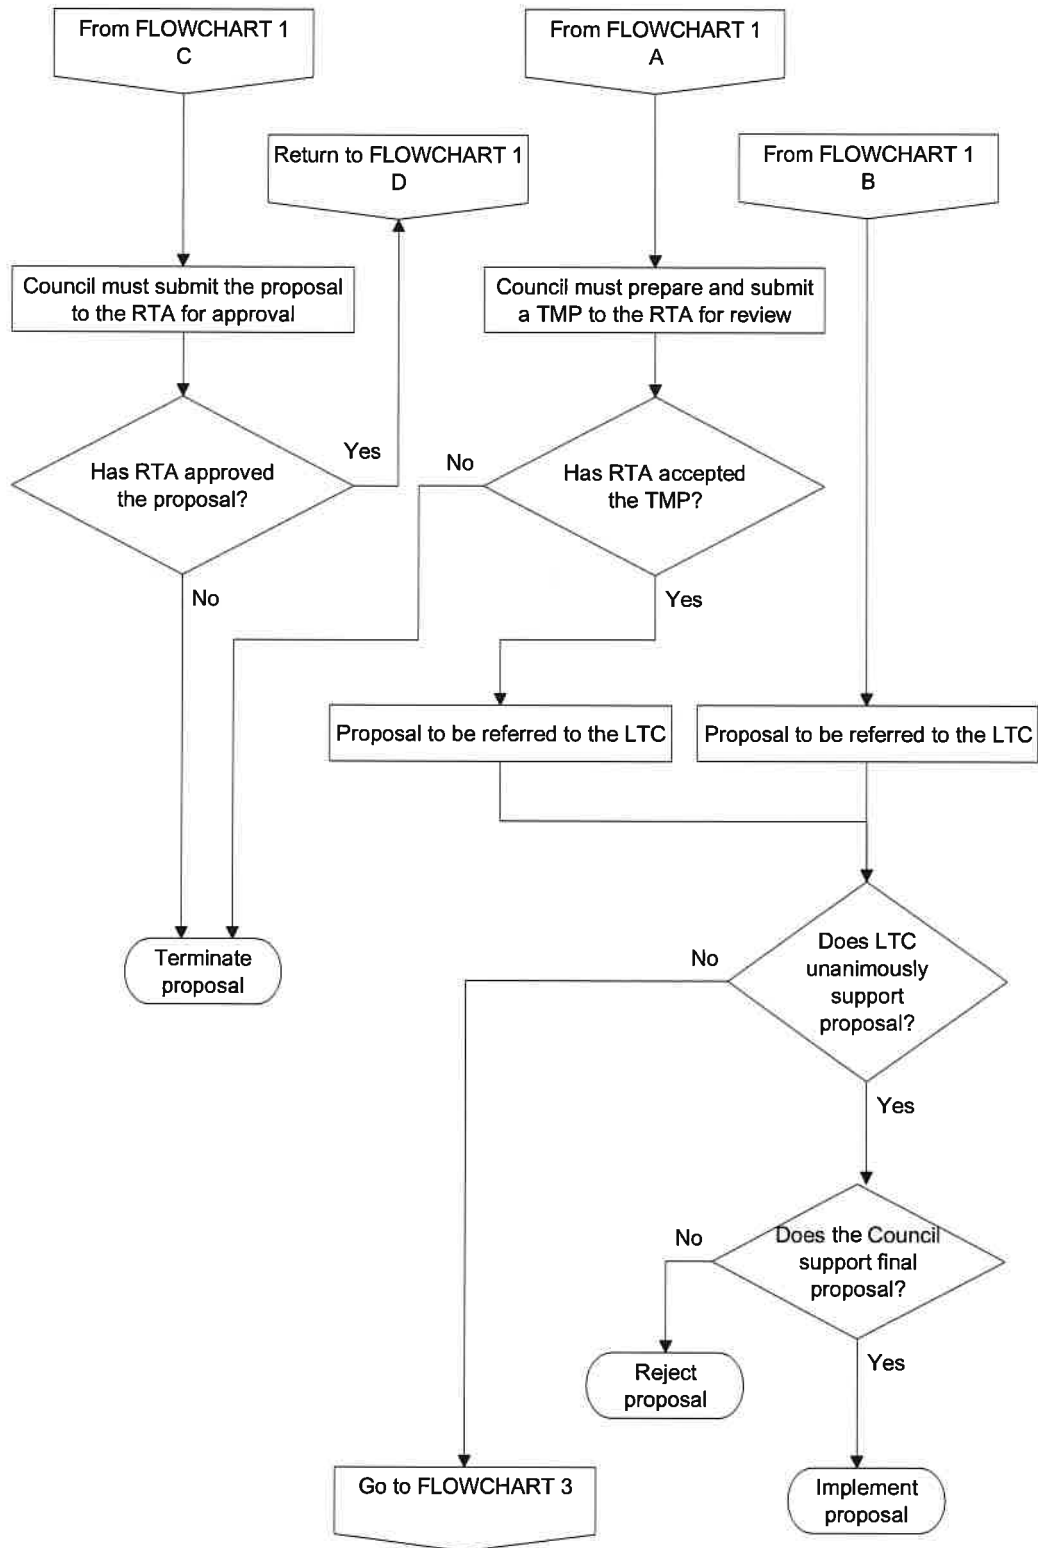 From FLOWCHART 1
C
From FLOWCHART 1
A
Return to FLOWCHART 1
D
From FLOWCHART 1
B
Council must submit the proposal
to the RTA for approval
Council must prepare and submit
a TMP to the RTA for review
Has RTA approved
the proposal?
Yes
No
Has RTA accepted
the TMP?
No
Yes
Proposal to be referred to the LTC
Proposal to be referred to the LTC
Terminate
proposal
Does LTC
unanimously
support
proposal?
No
Yes
Does the Council
support final
proposal?
No
Yes
Reject
proposal
Go to FLOWCHART 3
Implement
proposal